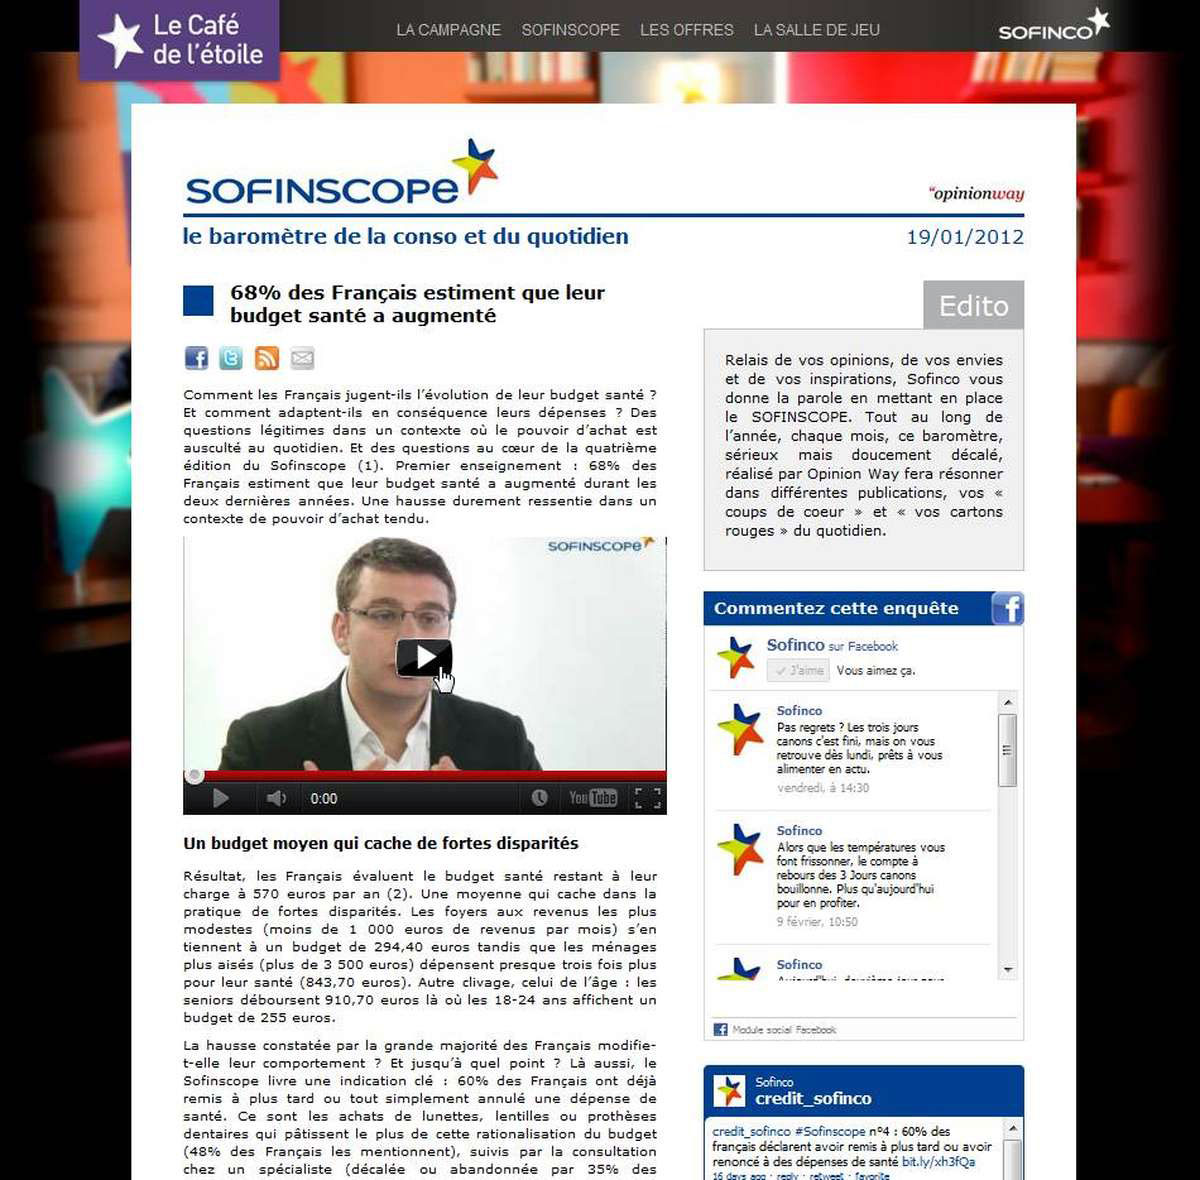 Le Café
de l'étoile
LA CAMPAGNE SOFINSCOPE LES OFFRES LA SALLE DE JEU
SOFINCO
SOFINSCOPE
“opinionway
le baromètre de la conso et du quotidien
19/01/2012
68% des Français estiment que leur
budget santé a augmenté
Comment les Français jugent-ils l’évolution de leur budget santé ?
Et comment adaptent-ils en conséquence leurs dépenses ? Des
questions légitimes dans un contexte où le pouvoir d’achat est
ausculté au quotidien. Et des questions au cœur de la quatrième
édition du Sofinscope (1). Premier enseignement : 68% des
Français estiment que leur budget santé a augmenté durant les
deux dernières années. Une hausse durement ressentie dans un
contexte de pouvoir d’achat tendu.
SOFINSCOPE
0:00
YouTube
Un budget moyen qui cache de fortes disparités
Résultat, les Français évaluent le budget santé restant à leur
charge à 570 euros par an (2). Une moyenne qui cache dans la
pratique de fortes disparités. Les foyers aux revenus les plus
modestes (moins de 1 000 euros de revenus par mois) s’en
tiennent à un budget de 294,40 euros tandis que les ménages
plus aisés (plus de 3 500 euros) dépensent presque trois fois plus
pour leur santé (843,70 euros). Autre clivage, celui de l’âge : les
seniors déboursent 910,70 euros là où les 18-24 ans affichent un
budget de 255 euros.
La hausse constatée par la grande majorité des Français modifie-
t-elle leur comportement ? Et jusqu’à quel point ? Là aussi, le
Sofinscope livre une indication clé : 60% des Français ont déjà
remis à plus tard ou tout simplement annulé une dépense de
santé. Ce sont les achats de lunettes, lentilles ou prothèses
dentaires qui pâtissent le plus de cette rationalisation du budget
(48% des Français les mentionnent), suivis par la consultation
chez un spécialiste (décalée ou abandonnée par 35% des
Edito
Relais de vos opinions, de vos envies
et de vos inspirations, Sofinco vous
donne la parole en mettant en place
le SOFINSCOPE. Tout au long de
l’année, chaque mois, ce baromètre,
sérieux mais doucement décalé,
réalisé par Opinion Way fera résonner
dans différentes publications, vos «
coups de coeur » et « vos cartons
rouges » du quotidien.
Commentez cette enquête
Sofinco sur Facebook
J'aime Vous aimez ça.
Sofinco
Pas regrets ? Les trois jours
canons c'est fini, mais on vous
retrouve dès lundi, prêts à vous
alimenter en actu.
vendredi, à 14:30
Sofinco
Alors que les températures vous
font frissonner, le compte à
rebours des 3 Jours canons
bouillonne. Plus qu'aujourd'hui
pour en profiter.
9 février, 10:50
Sofinco
Module social Facebook
Sofinco
credit_sofinco
credit_sofinco #Sofinscope n°4 : 60% des
français déclarent avoir remis à plus tard ou avoir
renoncé à des dépenses de santé bit.ly/xh3fQa
16 days ago · reply · retweet · favorite